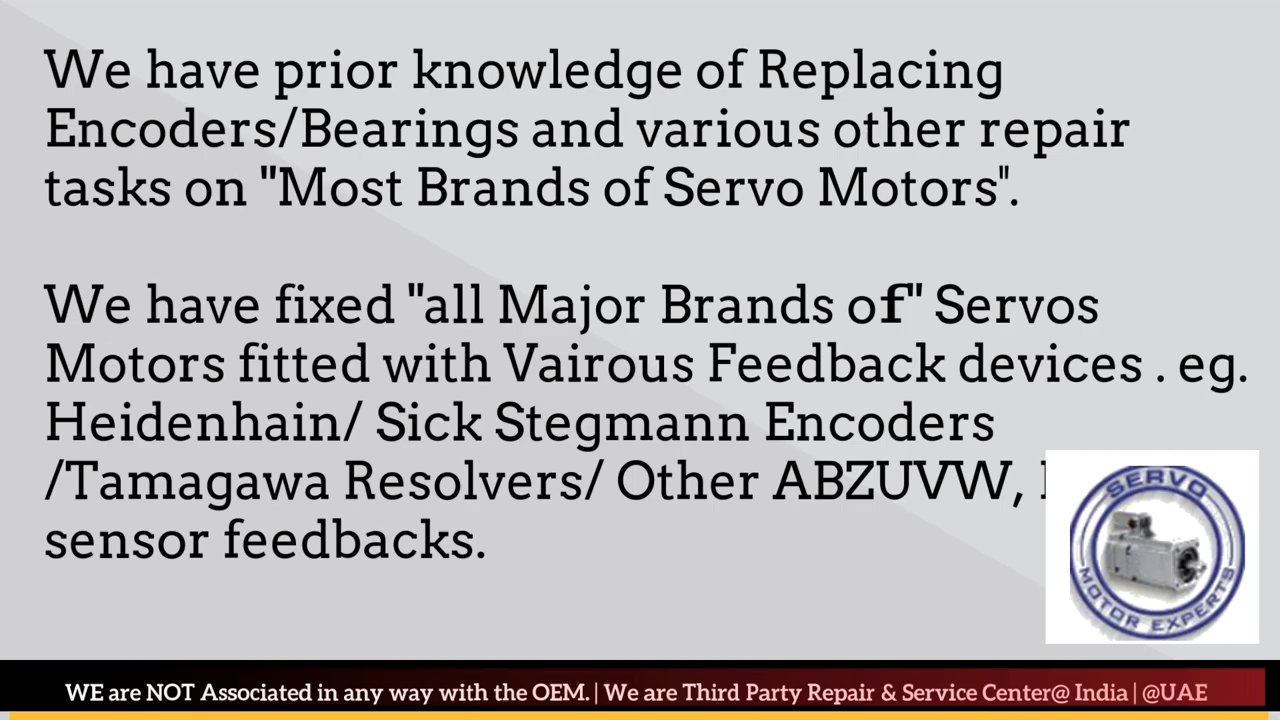 We have prior knowledge of Replacing
Encoders/Bearings and various other repair
tasks on "Most Brands of Servo Motors".
We have fixed "all Major Brands of" Servos
Motors fitted with Vairous Feedback devices . eg.
Heidenhain/ Sick Stegmann Encoders
/Tamagawa Resolvers/ Other ABZUVW,
sensor feedbacks.
SERVO
MOTOR EXPERTS
WE are NOT Associated in any way with the OEM. | We are Third Party Repair & Service Center@ India | @UAE